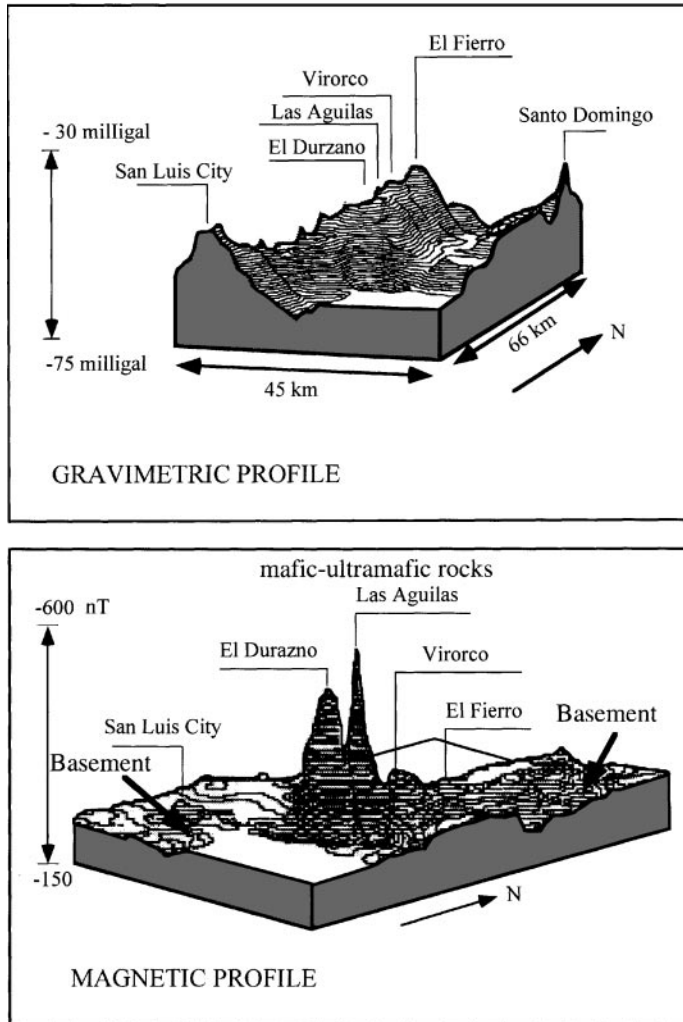 El Fierro
Virorco
Las Aguilas
El Durzano
Santo Domingo
San Luis City
- 30 milligal
-75 milligal
45 km
66 km
N
GRAVIMETRIC PROFILE
mafic-ultramafic rocks
Las Aguilas
-600 nT
El Durazno
Virorco
San Luis City
El Fierro
Basement
Basement
-150
N
MAGNETIC PROFILE